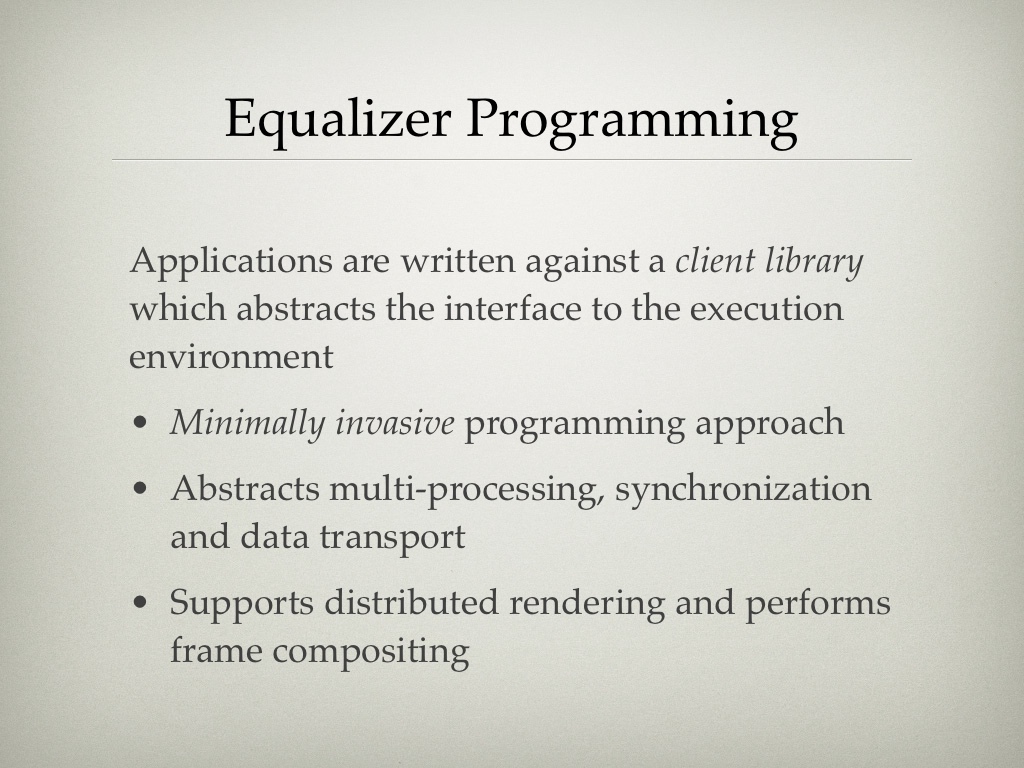 Equalizer Programming
Applications are written against a client library
which abstracts the interface to the execution
environment
• Minimally invasive programming approach
• Abstracts multi-processing, synchronization
and data transport
• Supports distributed rendering and performs
frame compositing